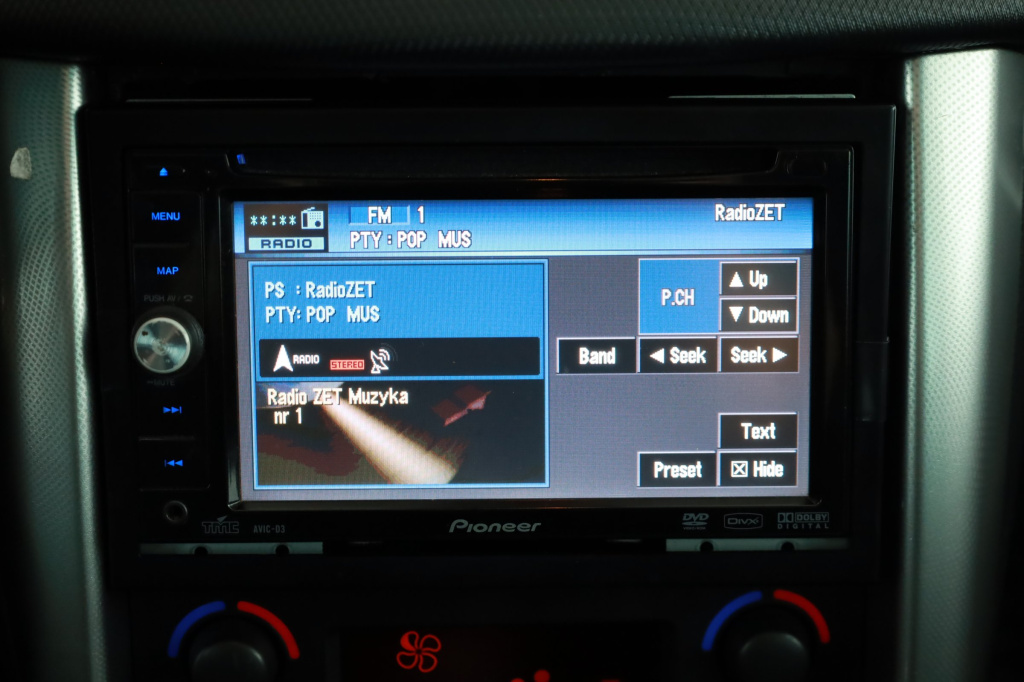 MENU
MAP
PUSH AV /
MUTE
**:**
RADIO
FM 1
PTY: POP MUS
RadioZET
PS : RadioZET
PTY: POP MUS
RADIO
STEREO
Radio ZET Muzyka
nr 1
P.CH
▲ Up
▼ Down
Band
◀ Seek
Seek ▶
Text
Preset
Hide
TMC
AVIC-D3
Pioneer
DVD
DivX
DOLBY
DIGITAL